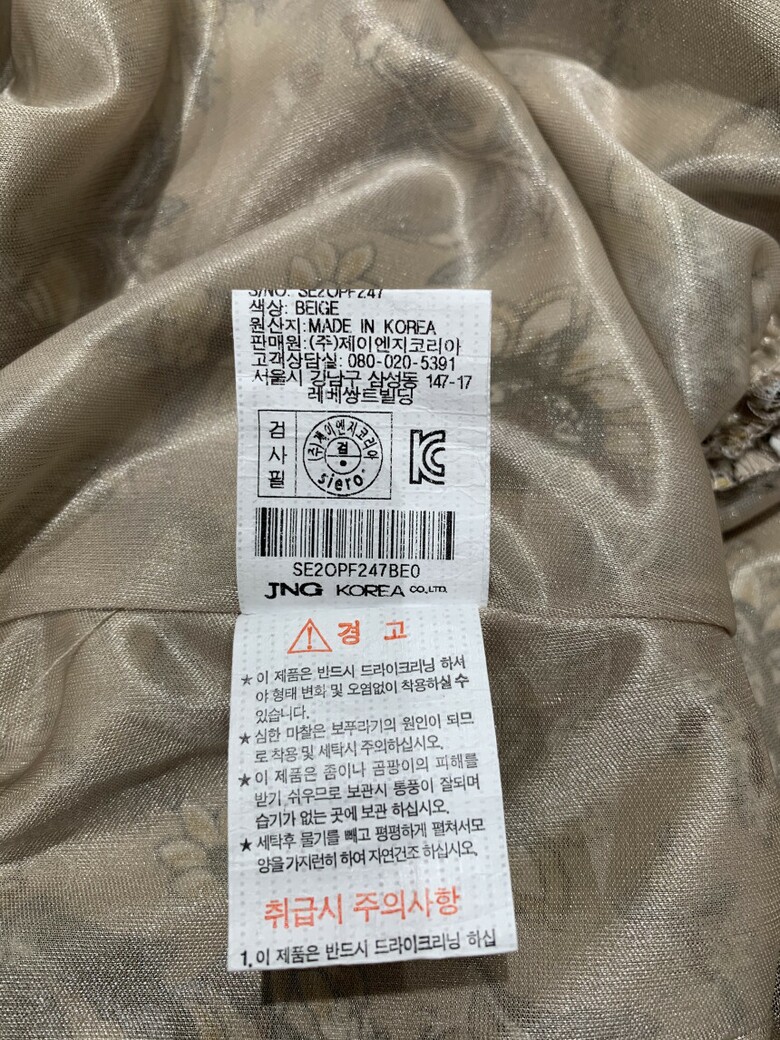 S/NO: SE2OPF247
색상: BEIGE
원산지:MADE IN KOREA
판매원:(주)제이엔지코리아
고객상담실: 080-020-5391
서울시 강남구 삼성동 147-17
레베쌍트빌딩
검사필
(주)제이엔지코리아
검
siero
KC
SE2OPF247BE0
JNG KOREA CO.,LTD.
경 고
★이 제품은 반드시 드라이크리닝 하셔
야 형태 변화 및 오염없이 착용하실 수
있습니다.
★심한 마찰은 보푸라기의 원인이 되므
로 착용 및 세탁시 주의하십시오.
★이 제품은 좀이나 곰팡이의 피해를
받기 쉬우므로 보관시 통풍이 잘되며
습기가 없는 곳에 보관 하십시오.
★세탁후 물기를 빼고 평평하게 펼쳐서모
양을 가지런히 하여 자연건조 하십시오.
취급시 주의사항
1.이 제품은 반드시 드라이크리닝 하십